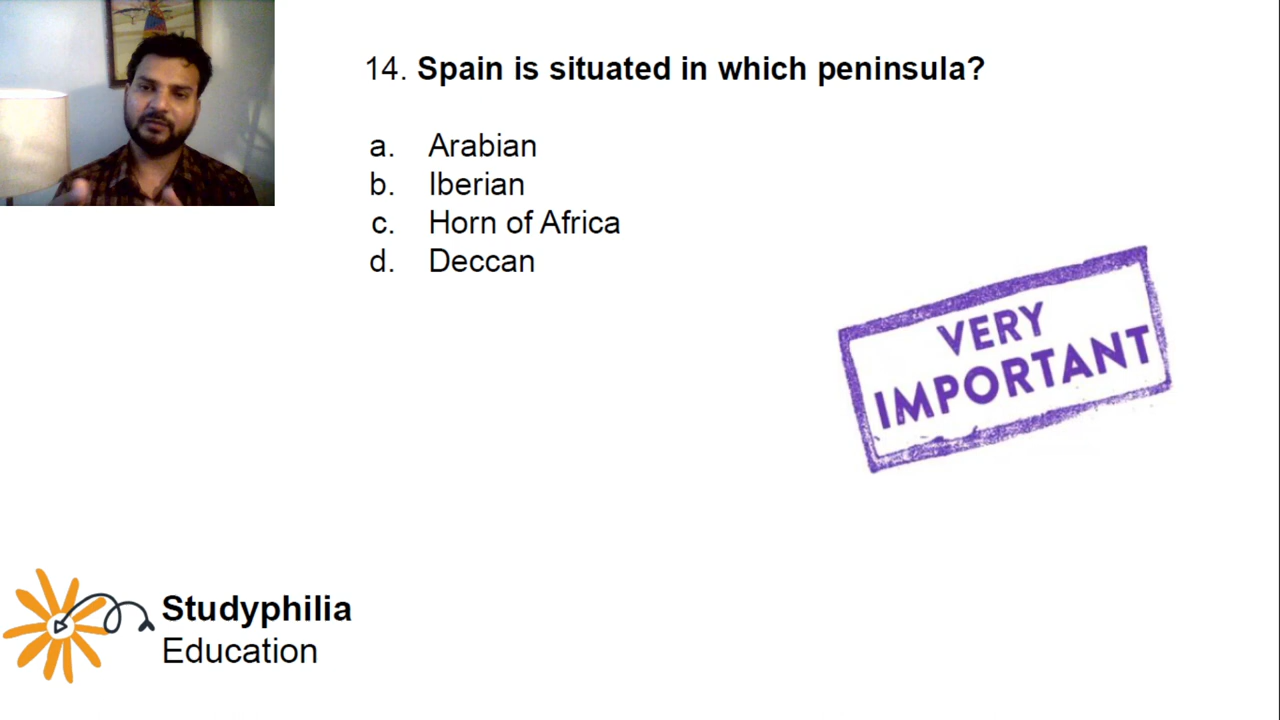 14. Spain is situated in which peninsula?
a. Arabian
b. Iberian
c. Horn of Africa
d. Deccan
VERY
IMPORTANT
Studyphilia
Education